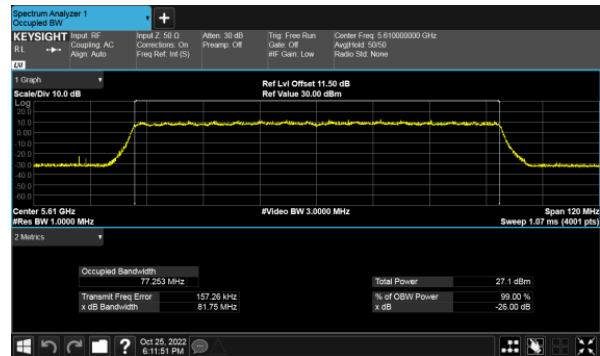 Spectrum Analyzer 1
Occupied BW
+
KEYSIGHT Input: RF Input Z: 50 Ω Atten: 30 dB Trig: Free Run Center Freq: 5.610000000 GHz
RL Coupling: AC Corrections: On Preamp: Off Gate: Off Avg|Hold: 50/50
Align: Auto Freq Ref: Int (S) #IF Gain: Low Radio Std: None
LXI
1 Graph
Ref Lvl Offset 11.50 dB
Scale/Div 10.0 dB Ref Value 30.00 dBm
Log
20.0
10.0
0.00
-10.0
-20.0
-30.0
-40.0
-50.0
-60.0
Center 5.61 GHz #Video BW 3.0000 MHz Span 120 MHz
#Res BW 1.0000 MHz Sweep 1.07 ms (4001 pts)
2 Metrics
Occupied Bandwidth
77.253 MHz Total Power 27.1 dBm
Transmit Freq Error 157.26 kHz % of OBW Power 99.00 %
x dB Bandwidth 81.75 MHz x dB -26.00 dB
? Oct 25, 2022
6:11:51 PM